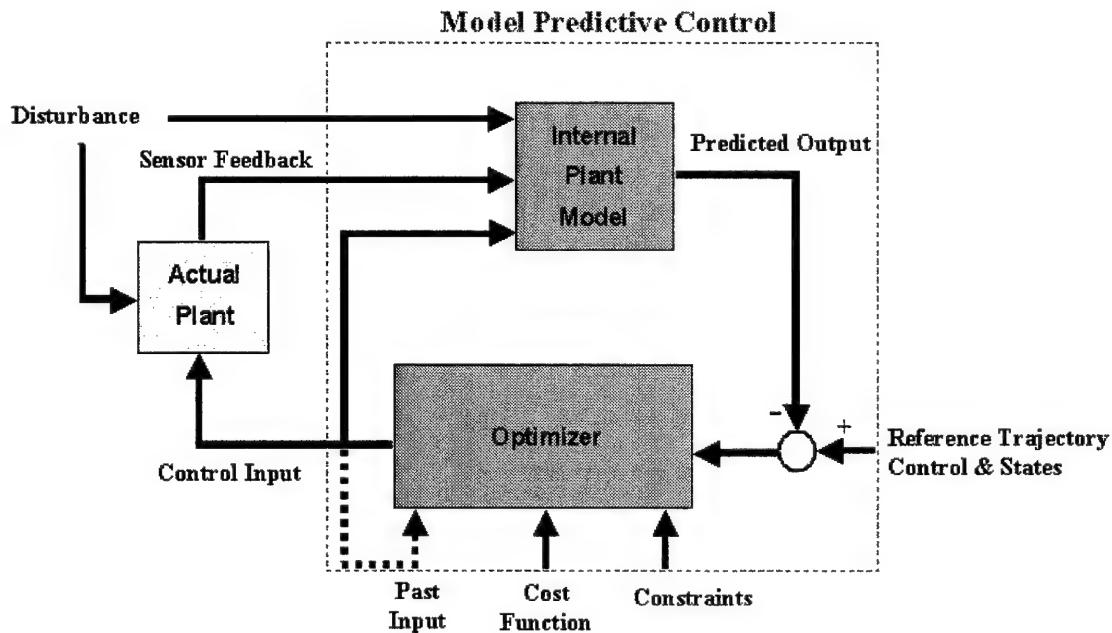 Model Predictive Control
Disturbance
Sensor Feedback
Internal
Plant
Model
Predicted Output
Actual
Plant
Optimizer
-
+
Reference Trajectory
Control & States
Control Input
Past
Input
Cost
Function
Constraints